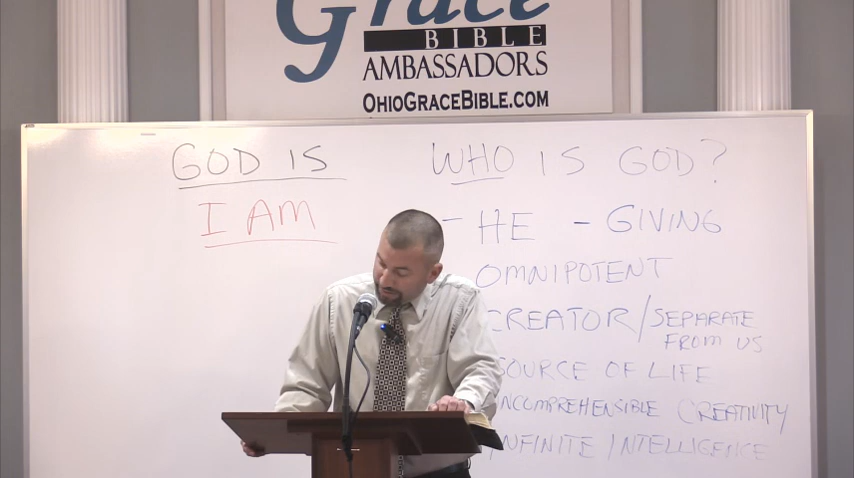 Grace
BIBLE
AMBASSADORS
OHIOGRACEBIBLE.COM
GOD IS
I AM
WHO IS GOD?
- HE - GIVING
OMNIPOTENT
CREATOR/SEPARATE
FROM US
SOURCE OF LIFE
INCOMPREHENSIBLE CREATIVITY
INFINITE INTELLIGENCE